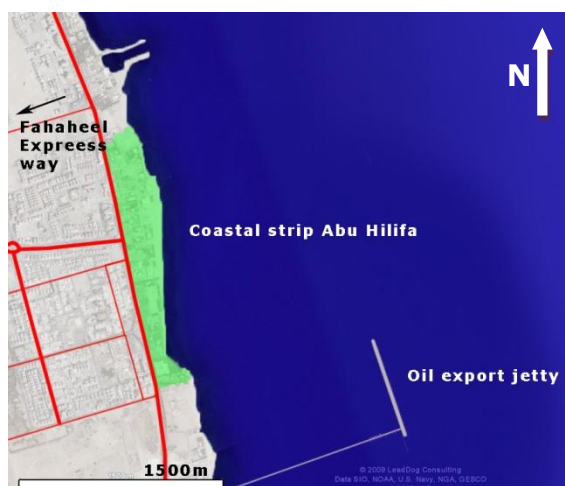 N
Fahaheel
Expreess
way
Coastal strip Abu Hilifa
Oil export jetty
1500m
© 2009 LeadDog Consulting
Data SIO, NOAA, U.S. Navy, NGA, GEBCO